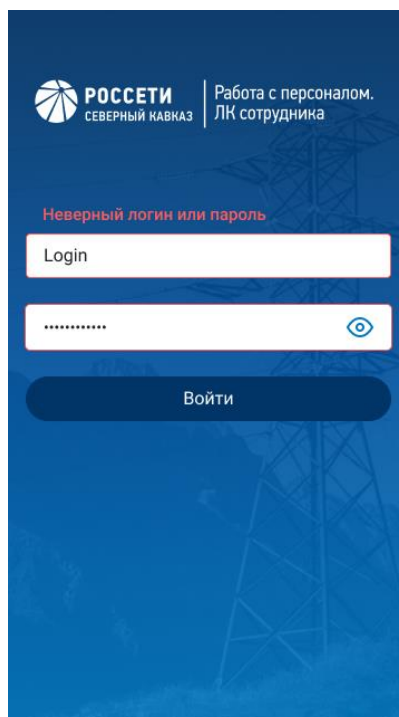 РОССЕТИ
СЕВЕРНЫЙ КАВКАЗ
Работа с персоналом.
ЛК сотрудника
Неверный логин или пароль
Login
••••••••••••
Войти